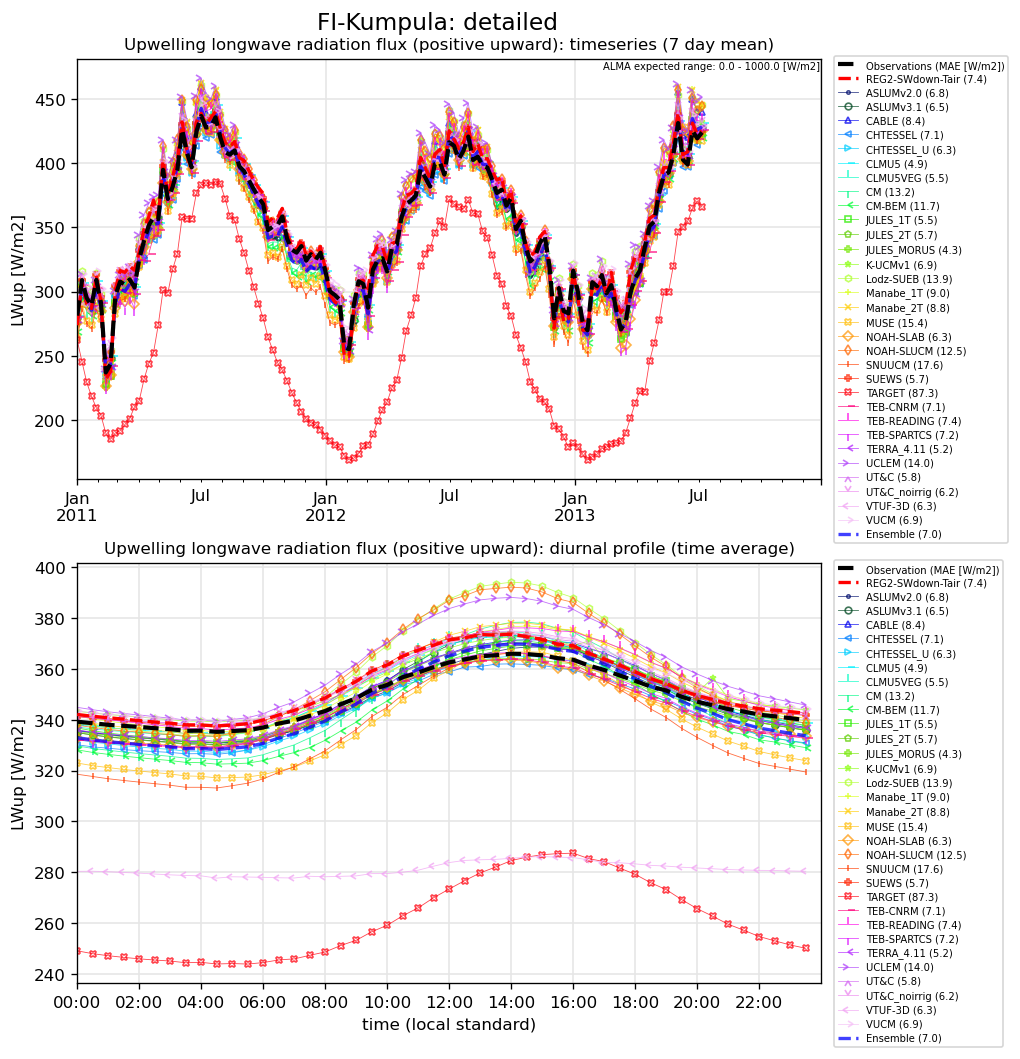 FI-Kumpula: detailed
Upwelling longwave radiation flux (positive upward): timeseries (7 day mean)
ALMA expected range: 0.0 - 1000.0 [W/m2]
LWup [W/m2]
450
400
350
300
250
200
Jan
2011
Jul
Jan
2012
Jul
Jan
2013
Jul
Observations (MAE [W/m2])
REG2-SWdown-Tair (7.4)
ASLUMv2.0 (6.8)
ASLUMv3.1 (6.5)
CABLE (8.4)
CHTESSEL (7.1)
CHTESSEL_U (6.3)
CLMU5 (4.9)
CLMU5VEG (5.5)
CM (13.2)
CM-BEM (11.7)
JULES_1T (5.5)
JULES_2T (5.7)
JULES_MORUS (4.3)
K-UCMv1 (6.9)
Lodz-SUEB (13.9)
Manabe_1T (9.0)
Manabe_2T (8.8)
MUSE (15.4)
NOAH-SLAB (6.3)
NOAH-SLUCM (12.5)
SNUUCM (17.6)
SUEWS (5.7)
TARGET (87.3)
TEB-CNRM (7.1)
TEB-READING (7.4)
TEB-SPARTCS (7.2)
TERRA_4.11 (5.2)
UCLEM (14.0)
UT&C (5.8)
UT&C_noirrig (6.2)
VTUF-3D (6.3)
VUCM (6.9)
Ensemble (7.0)
Upwelling longwave radiation flux (positive upward): diurnal profile (time average)
LWup [W/m2]
400
380
360
340
320
300
280
260
240
00:00
02:00
04:00
06:00
08:00
10:00
12:00
14:00
16:00
18:00
20:00
22:00
time (local standard)
Observation (MAE [W/m2])
REG2-SWdown-Tair (7.4)
ASLUMv2.0 (6.8)
ASLUMv3.1 (6.5)
CABLE (8.4)
CHTESSEL (7.1)
CHTESSEL_U (6.3)
CLMU5 (4.9)
CLMU5VEG (5.5)
CM (13.2)
CM-BEM (11.7)
JULES_1T (5.5)
JULES_2T (5.7)
JULES_MORUS (4.3)
K-UCMv1 (6.9)
Lodz-SUEB (13.9)
Manabe_1T (9.0)
Manabe_2T (8.8)
MUSE (15.4)
NOAH-SLAB (6.3)
NOAH-SLUCM (12.5)
SNUUCM (17.6)
SUEWS (5.7)
TARGET (87.3)
TEB-CNRM (7.1)
TEB-READING (7.4)
TEB-SPARTCS (7.2)
TERRA_4.11 (5.2)
UCLEM (14.0)
UT&C (5.8)
UT&C_noirrig (6.2)
VTUF-3D (6.3)
VUCM (6.9)
Ensemble (7.0)